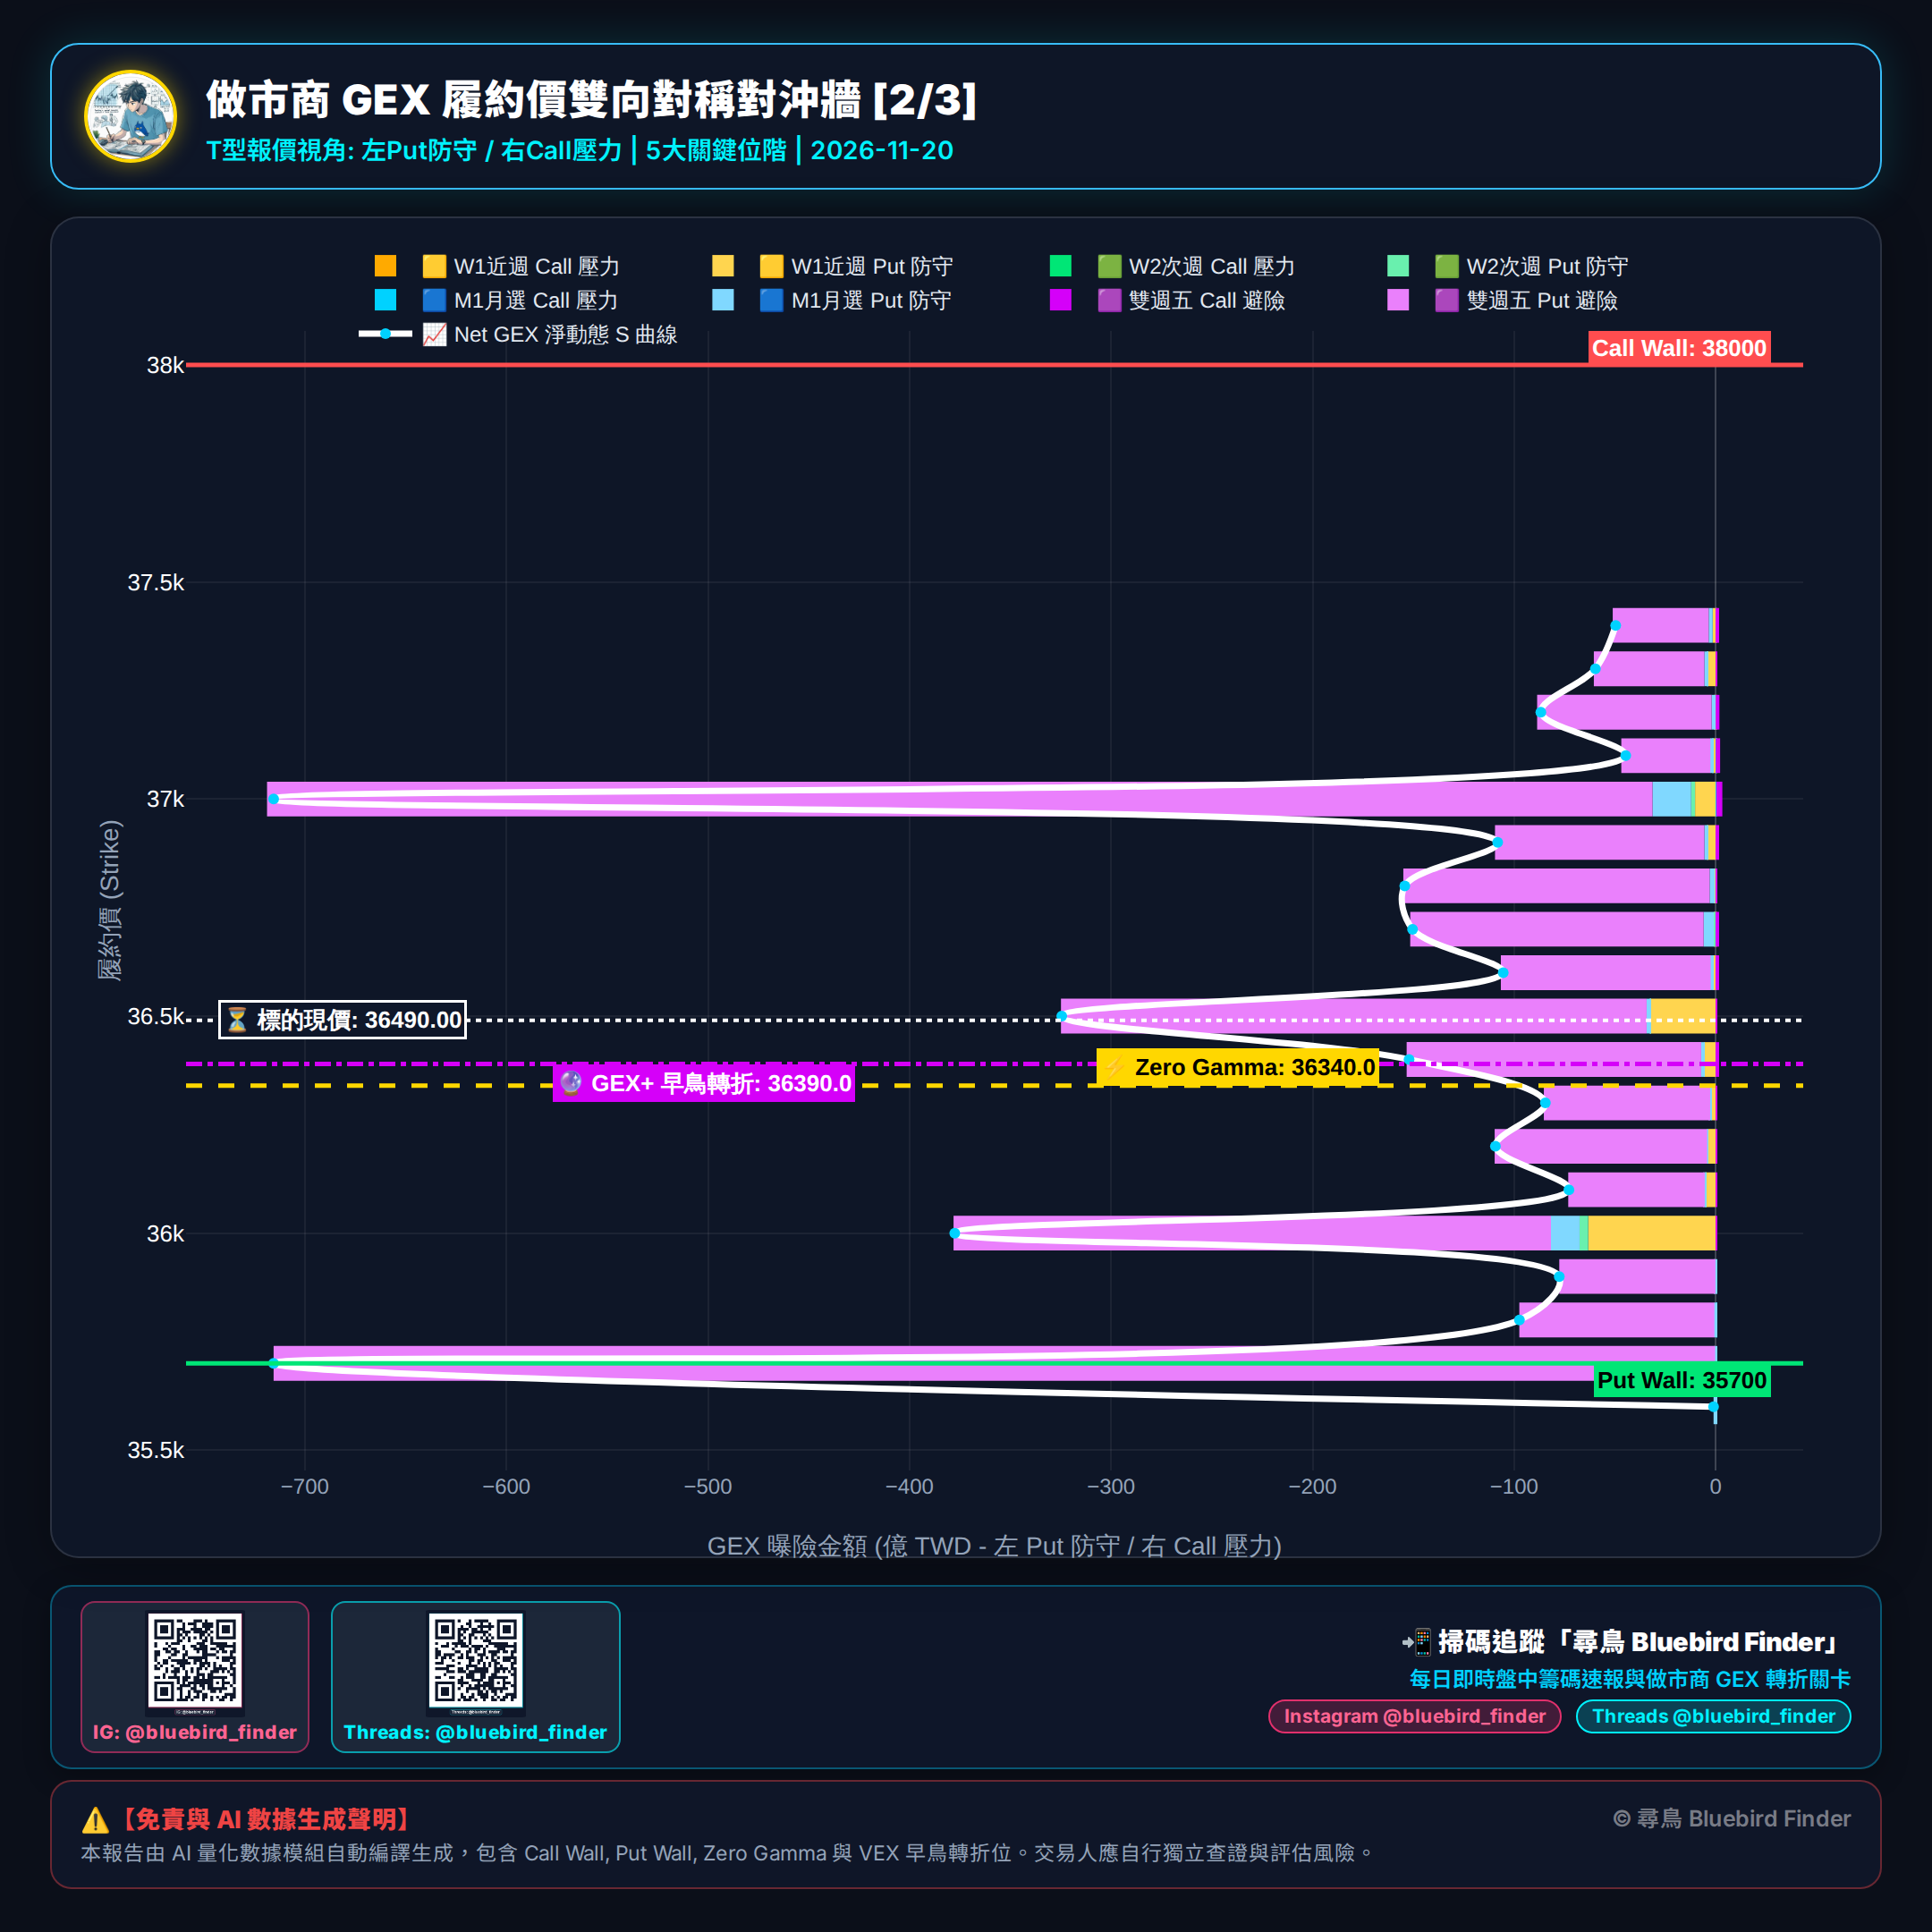 做市商 GEX 履約價雙向對稱對沖牆 [2/3]
T型報價視角: 左Put防守 / 右Call壓力 | 5大關鍵位階 | 2026-11-20
🟨 W1近週 Call 壓力
🟨 W1近週 Put 防守
🟩 W2次週 Call 壓力
🟩 W2次週 Put 防守
🟦 M1月選 Call 壓力
🟦 M1月選 Put 防守
🟪 雙週五 Call 避險
🟪 雙週五 Put 避險
📈 Net GEX 淨動態 S 曲線
Call Wall: 38000
38k
37.5k
37k
36.5k
36k
35.5k
履約價 (Strike)
⏳ 標的現價: 36490.00
⚡ Zero Gamma: 36340.0
🔮 GEX+ 早鳥轉折: 36390.0
Put Wall: 35700
−700
−600
−500
−400
−300
−200
−100
0
GEX 曝險金額 (億 TWD - 左 Put 防守 / 右 Call 壓力)
IG: @bluebird_finder
Threads: @bluebird_finder
IG: @bluebird_finder
Threads: @bluebird_finder
📲 掃碼追蹤「尋鳥 Bluebird Finder」
每日即時盤中籌碼速報與做市商 GEX 轉折關卡
Instagram @bluebird_finder
Threads @bluebird_finder
⚠️【免責與 AI 數據生成聲明】
© 尋鳥 Bluebird Finder
本報告由 AI 量化數據模組自動編譯生成，包含 Call Wall, Put Wall, Zero Gamma 與 VEX 早鳥轉折位。交易人應自行獨立查證與評估風險。